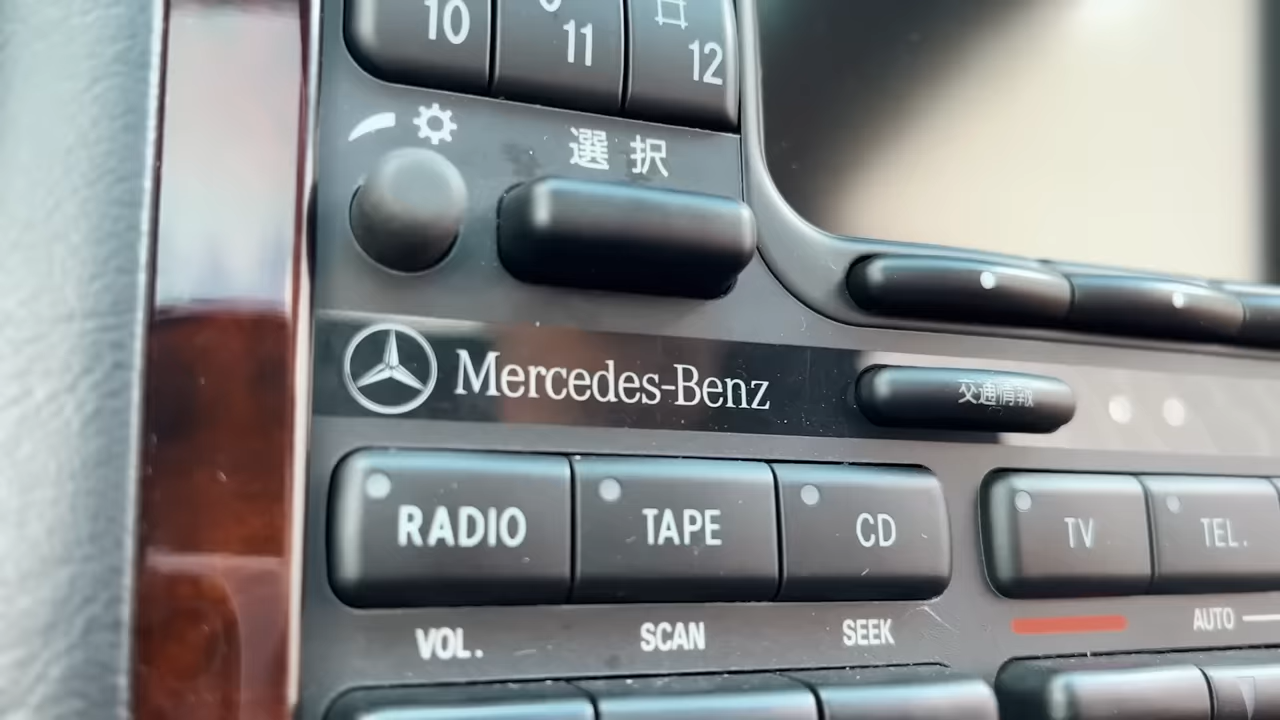 10 11 12
選択
Mercedes-Benz
交通情報
RADIO TAPE CD TV TEL.
VOL. SCAN SEEK AUTO